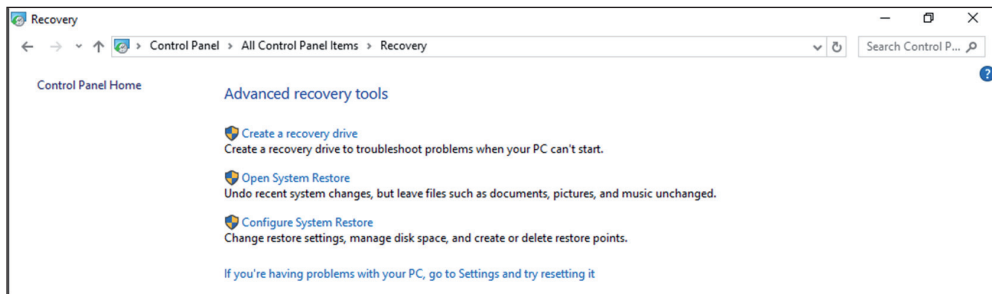 Recovery
Control Panel > All Control Panel Items > Recovery
Search Control P...
?
Control Panel Home
Advanced recovery tools
Create a recovery drive
Create a recovery drive to troubleshoot problems when your PC can't start.
Open System Restore
Undo recent system changes, but leave files such as documents, pictures, and music unchanged.
Configure System Restore
Change restore settings, manage disk space, and create or delete restore points.
If you're having problems with your PC, go to Settings and try resetting it